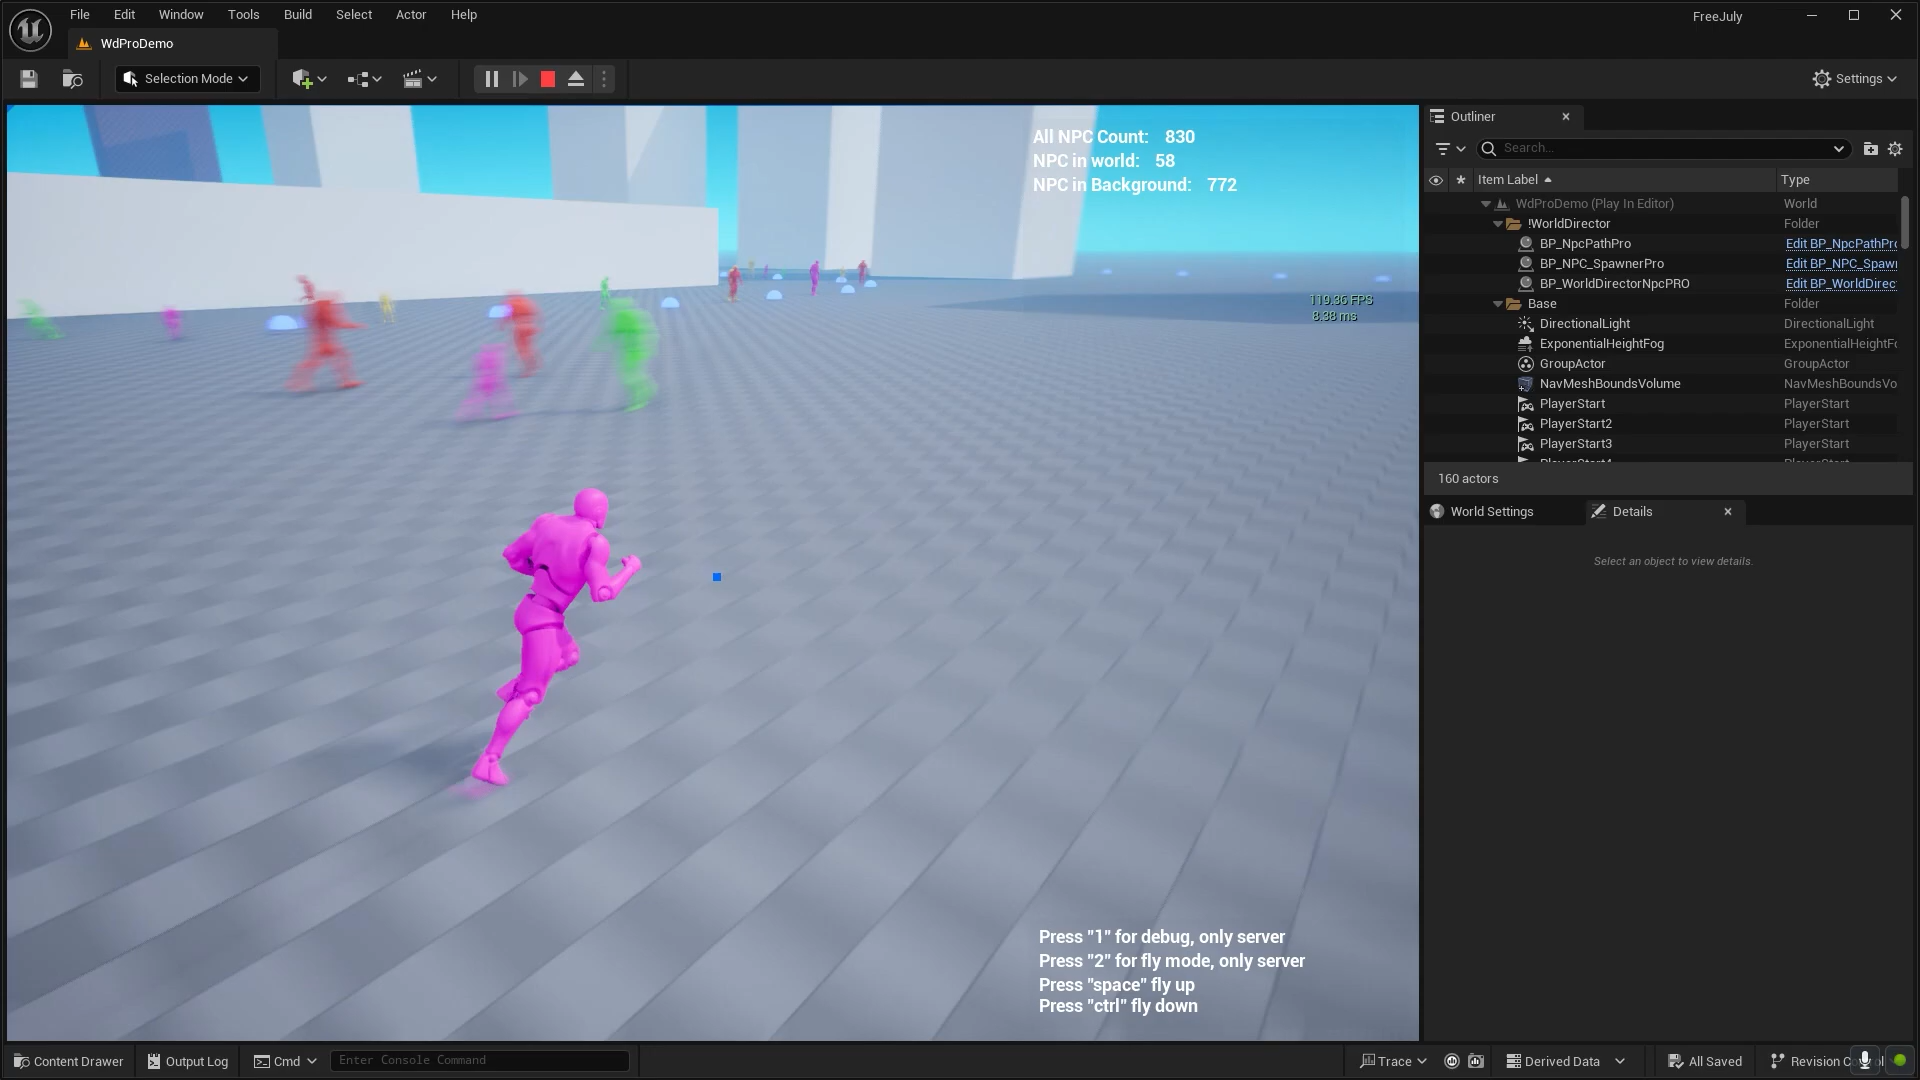 File Edit Window Tools Build Select Actor Help
FreeJuly
WdProDemo
Selection Mode
Settings
All NPC Count: 830
NPC in world: 58
NPC in Background: 772
119.36 FPS
8.38 ms
Press "1" for debug, only server
Press "2" for fly mode, only server
Press "space" fly up
Press "ctrl" fly down
Outliner
Search...
Item Label Type
WdProDemo (Play In Editor) World
!WorldDirector Folder
BP_NpcPathPro Edit BP_NpcPathPro
BP_NPC_SpawnerPro Edit BP_NPC_Spawn
BP_WorldDirectorNpcPRO Edit BP_WorldDirec
Base Folder
DirectionalLight DirectionalLight
ExponentialHeightFog ExponentialHeightFo
GroupActor GroupActor
NavMeshBoundsVolume NavMeshBoundsVo
PlayerStart PlayerStart
PlayerStart2 PlayerStart
PlayerStart3 PlayerStart
160 actors
World Settings
Details
Select an object to view details.
Content Drawer Output Log Cmd Enter Console Command Trace Derived Data All Saved Revision